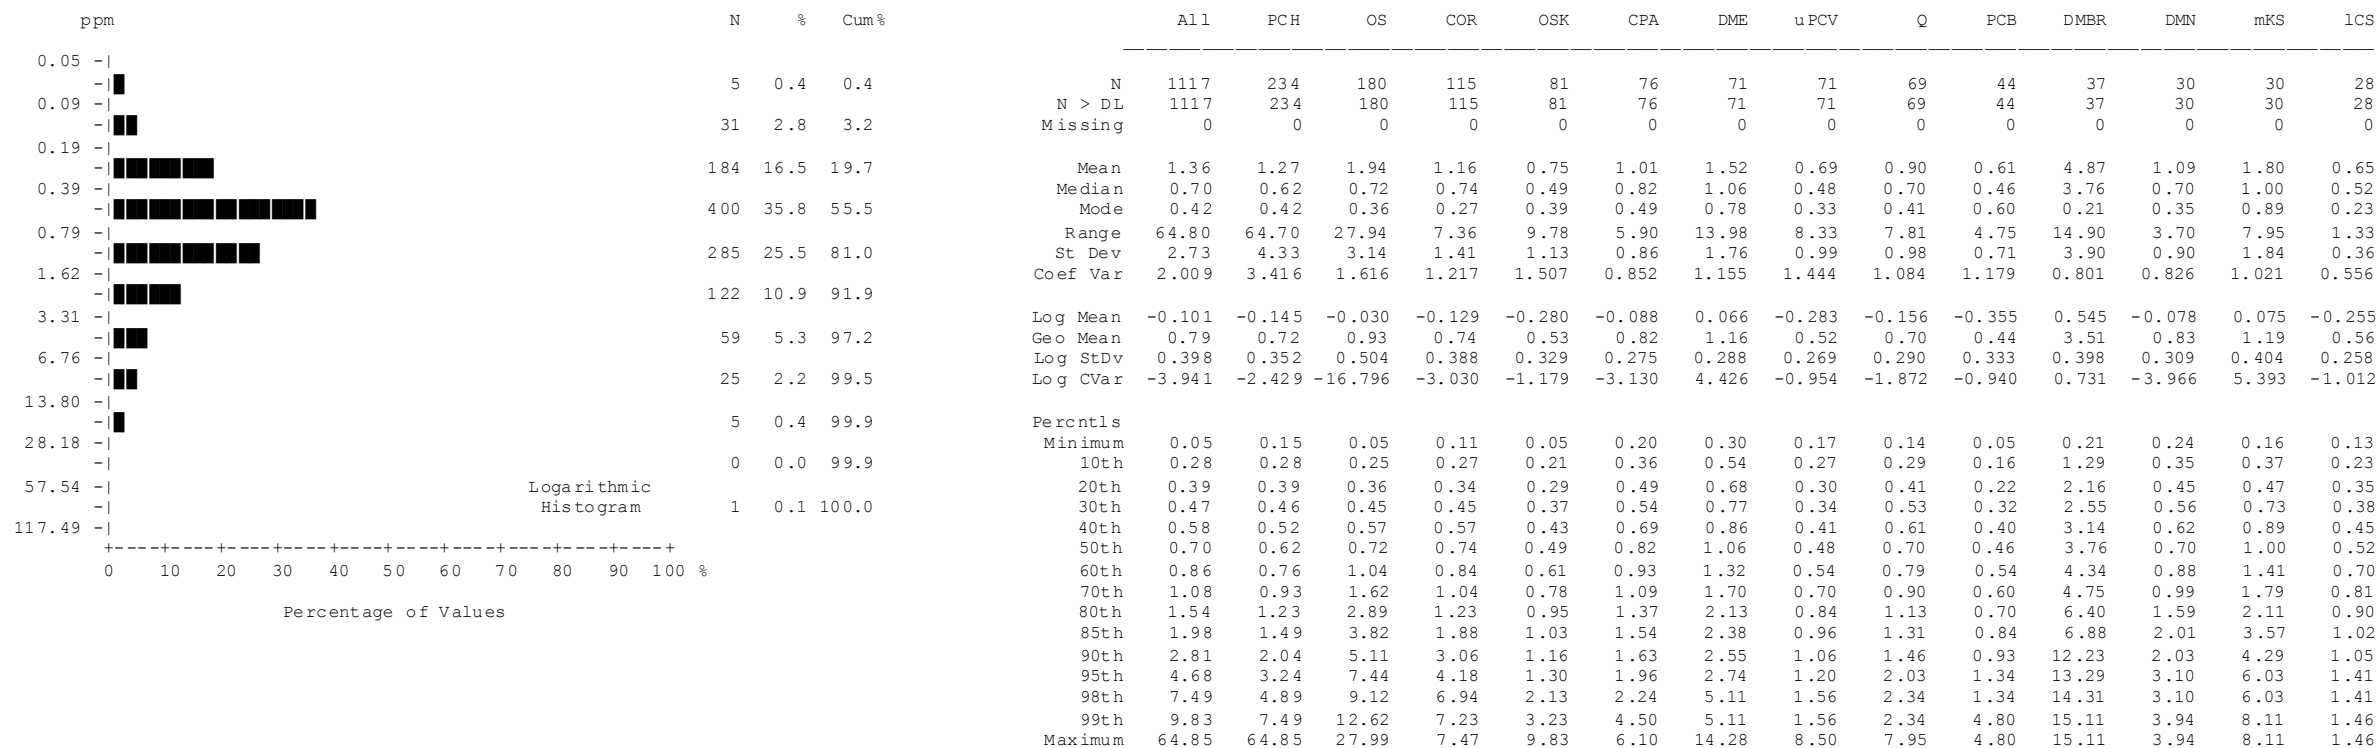 ppm N % Cum% All PCH OS COR OSK CPA DME uPCV Q PCB DMBR DMN mKS lCS
0.05
5 0.4 0.4 N 1117 234 180 115 81 76 71 71 69 44 37 30 30 28
0.09 N > DL 1117 234 180 115 81 76 71 71 69 44 37 30 30 28
31 2.8 3.2 Missing 0 0 0 0 0 0 0 0 0 0 0 0 0 0
0.19
184 16.5 19.7 Mean 1.36 1.27 1.94 1.16 0.75 1.01 1.52 0.69 0.90 0.61 4.87 1.09 1.80 0.65
0.39 Median 0.70 0.62 0.72 0.74 0.49 0.82 1.06 0.48 0.70 0.46 3.76 0.70 1.00 0.52
400 35.8 55.5 Mode 0.42 0.42 0.36 0.27 0.39 0.49 0.78 0.33 0.41 0.60 0.21 0.35 0.89 0.23
0.79 Range 64.80 64.70 27.94 7.36 9.78 5.90 13.98 8.33 7.81 4.75 14.90 3.70 7.95 1.33
285 25.5 81.0 St Dev 2.73 4.33 3.14 1.41 1.13 0.86 1.76 0.99 0.98 0.71 3.90 0.90 1.84 0.36
1.62 Coef Var 2.009 3.416 1.616 1.217 1.507 0.852 1.155 1.444 1.084 1.179 0.801 0.826 1.021 0.556
122 10.9 91.9
3.31 Log Mean -0.101 -0.145 -0.030 -0.129 -0.280 -0.088 0.066 -0.283 -0.156 -0.355 0.545 -0.078 0.075 -0.255
59 5.3 97.2 Geo Mean 0.79 0.72 0.93 0.74 0.53 0.82 1.16 0.52 0.70 0.44 3.51 0.83 1.19 0.56
6.76 Log StDv 0.398 0.352 0.504 0.388 0.329 0.275 0.288 0.269 0.290 0.333 0.398 0.309 0.404 0.258
25 2.2 99.5 Log CVar -3.941 -2.429 -16.796 -3.030 -1.179 -3.130 4.426 -0.954 -1.872 -0.940 0.731 -3.966 5.393 -1.012
13.80
5 0.4 99.9 Percntls
28.18 Minimum 0.05 0.15 0.05 0.11 0.05 0.20 0.30 0.17 0.14 0.05 0.21 0.24 0.16 0.13
0 0.0 99.9 10th 0.28 0.28 0.25 0.27 0.21 0.36 0.54 0.27 0.29 0.16 1.29 0.35 0.37 0.23
57.54 Logarithmic 20th 0.39 0.39 0.36 0.34 0.29 0.49 0.68 0.30 0.41 0.22 2.16 0.45 0.47 0.35
Histogram 1 0.1 100.0 30th 0.47 0.46 0.45 0.45 0.37 0.54 0.77 0.34 0.53 0.32 2.55 0.56 0.73 0.38
117.49 40th 0.58 0.52 0.57 0.57 0.43 0.69 0.86 0.41 0.61 0.40 3.14 0.62 0.89 0.45
50th 0.70 0.62 0.72 0.74 0.49 0.82 1.06 0.48 0.70 0.46 3.76 0.70 1.00 0.52
0 10 20 30 40 50 60 70 80 90 100 % 60th 0.86 0.76 1.04 0.84 0.61 0.93 1.32 0.54 0.79 0.54 4.34 0.88 1.41 0.70
70th 1.08 0.93 1.62 1.04 0.78 1.09 1.70 0.70 0.90 0.60 4.75 0.99 1.79 0.81
Percentage of Values 80th 1.54 1.23 2.89 1.23 0.95 1.37 2.13 0.84 1.13 0.70 6.40 1.59 2.11 0.90
85th 1.98 1.49 3.82 1.88 1.03 1.54 2.38 0.96 1.31 0.84 6.88 2.01 3.57 1.02
90th 2.81 2.04 5.11 3.06 1.16 1.63 2.55 1.06 1.46 0.93 12.23 2.03 4.29 1.05
95th 4.68 3.24 7.44 4.18 1.30 1.96 2.74 1.20 2.03 1.34 13.29 3.10 6.03 1.41
98th 7.49 4.89 9.12 6.94 2.13 2.24 5.11 1.56 2.34 1.34 14.31 3.10 6.03 1.41
99th 9.83 7.49 12.62 7.23 3.23 4.50 5.11 1.56 2.34 4.80 15.11 3.94 8.11 1.46
Maximum 64.85 64.85 27.99 7.47 9.83 6.10 14.28 8.50 7.95 4.80 15.11 3.94 8.11 1.46